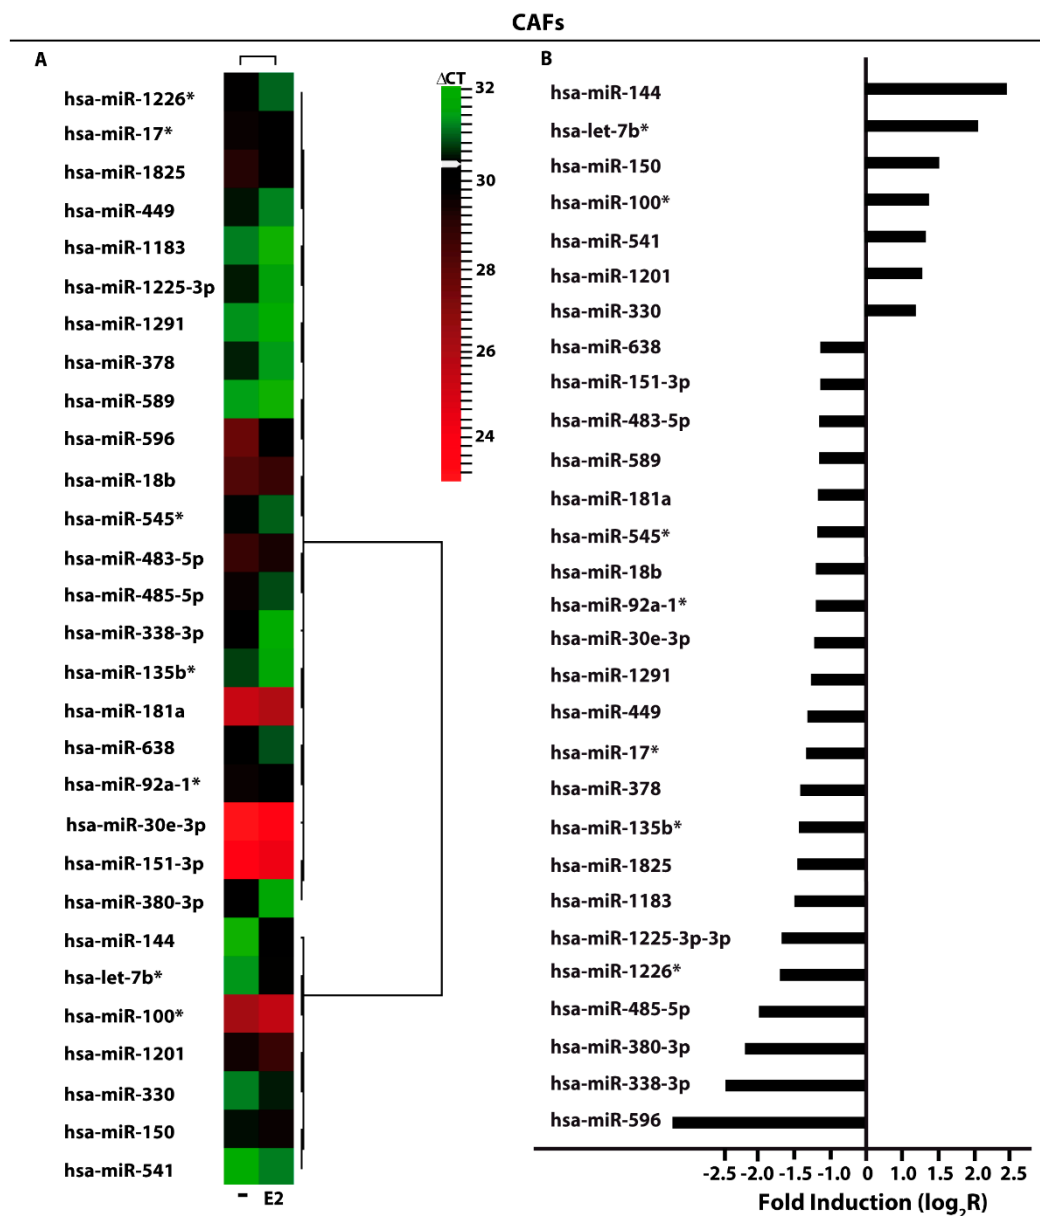 CAFs
A
hsa-miR-1226*
hsa-miR-17*
hsa-miR-1825
hsa-miR-449
hsa-miR-1183
hsa-miR-1225-3p
hsa-miR-1291
hsa-miR-378
hsa-miR-589
hsa-miR-596
hsa-miR-18b
hsa-miR-545*
hsa-miR-483-5p
hsa-miR-485-5p
hsa-miR-338-3p
hsa-miR-135b*
hsa-miR-181a
hsa-miR-638
hsa-miR-92a-1*
hsa-miR-30e-3p
hsa-miR-151-3p
hsa-miR-380-3p
hsa-miR-144
hsa-let-7b*
hsa-miR-100*
hsa-miR-1201
hsa-miR-330
hsa-miR-150
hsa-miR-541
- E2
ΔCT
32
30
28
26
24
B
hsa-miR-144
hsa-let-7b*
hsa-miR-150
hsa-miR-100*
hsa-miR-541
hsa-miR-1201
hsa-miR-330
hsa-miR-638
hsa-miR-151-3p
hsa-miR-483-5p
hsa-miR-589
hsa-miR-181a
hsa-miR-545*
hsa-miR-18b
hsa-miR-92a-1*
hsa-miR-30e-3p
hsa-miR-1291
hsa-miR-449
hsa-miR-17*
hsa-miR-378
hsa-miR-135b*
hsa-miR-1825
hsa-miR-1183
hsa-miR-1225-3p-3p
hsa-miR-1226*
hsa-miR-485-5p
hsa-miR-380-3p
hsa-miR-338-3p
hsa-miR-596
-2.5 -2.0 -1.5 -1.0 0 1.0 1.5 2.0 2.5
Fold Induction (log₂R)